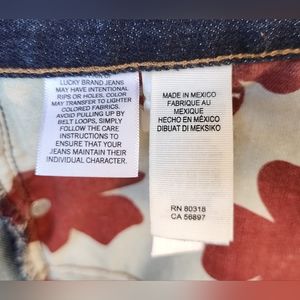 LUCKY BRAND JEANS
MAY HAVE INTENTIONAL
RIPS OR HOLES, COLOR
MAY TRANSFER TO LIGHTER
COLORED FABRICS.
AVOID PULLING UP BY
BELT LOOPS, SIMPLY
FOLLOW THE CARE
INSTRUCTIONS TO
ENSURE THAT YOUR
JEANS MAINTAIN THEIR
INDIVIDUAL CHARACTER.
MADE IN MEXICO
FABRIQUE AU
MEXIQUE
HECHO EN MÉXICO
DIBUAT DI MEKSIKO
RN 80318
CA 56897